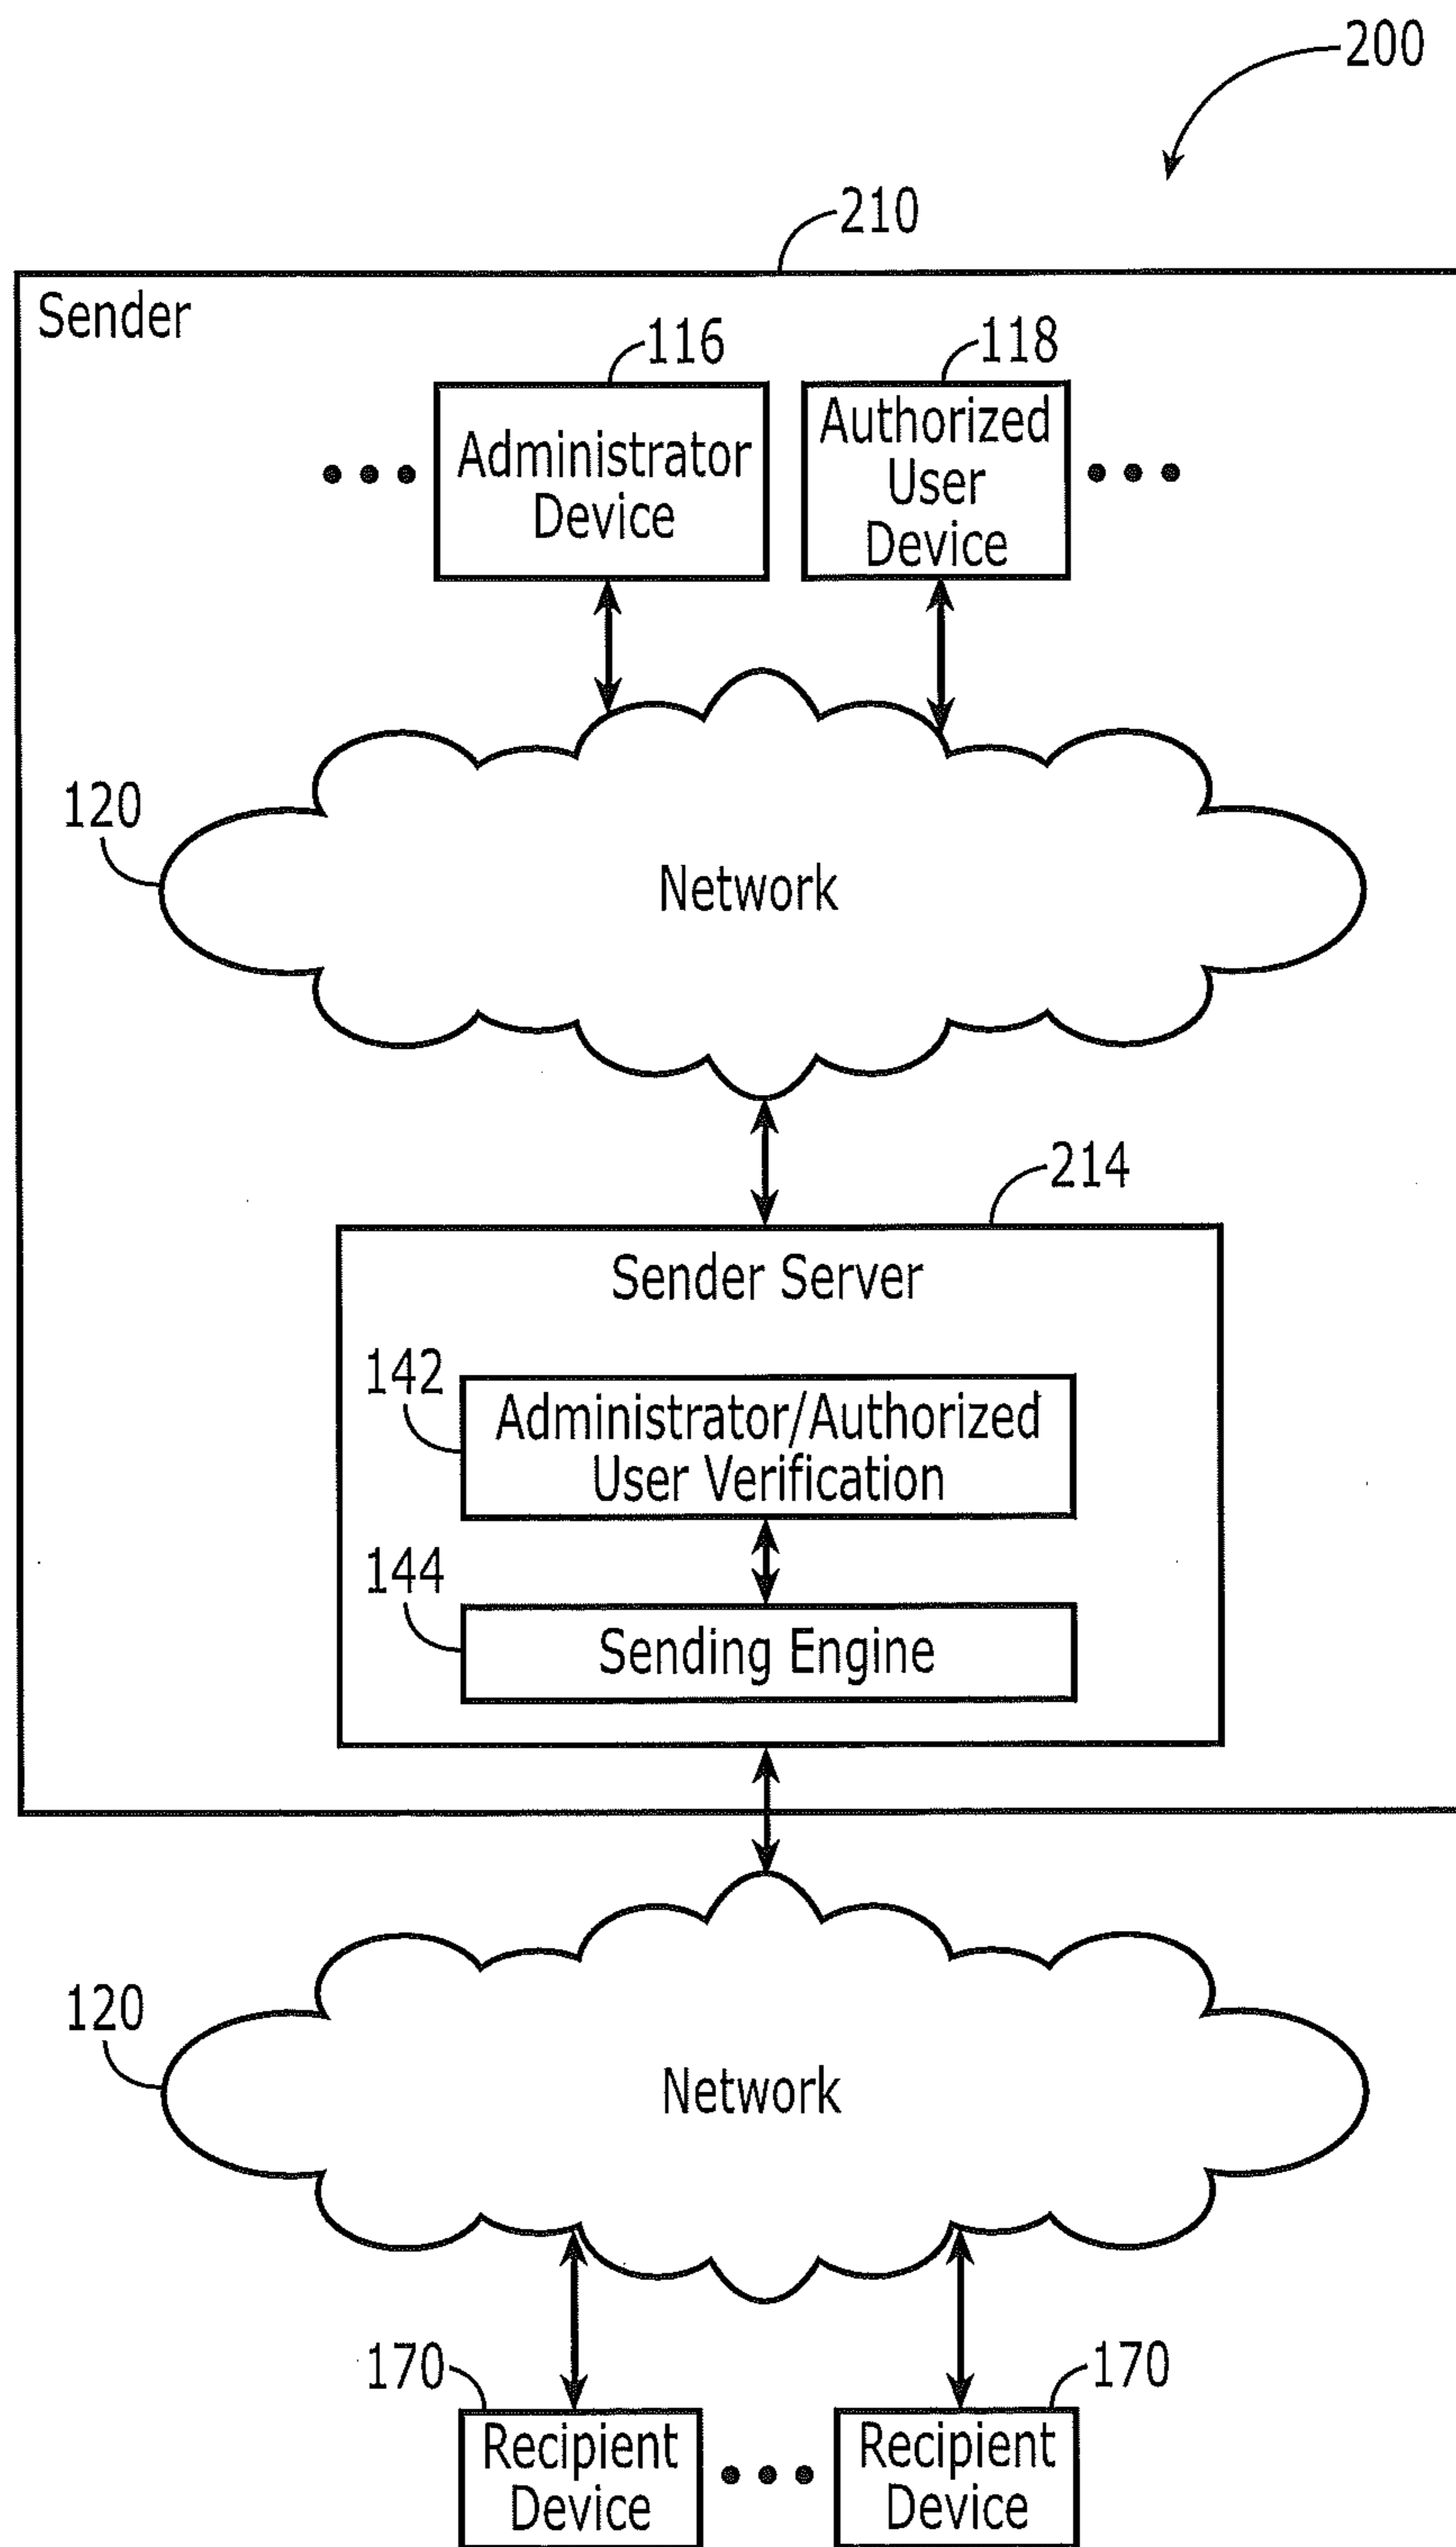 200
210
Sender
116
118
Administrator
Device
Authorized
User
Device
120
Network
214
Sender Server
142
Administrator/Authorized
User Verification
144
Sending Engine
120
Network
170
170
Recipient
Device
Recipient
Device